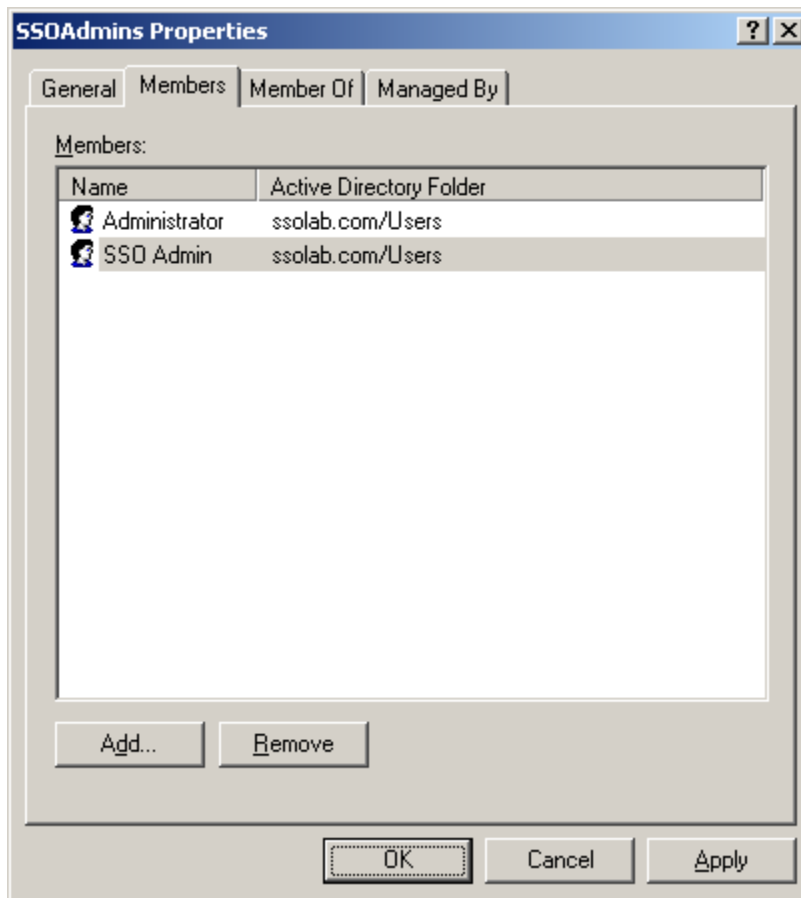 SSOAdmins Properties
General Members Member Of Managed By
Members:
Name Active Directory Folder
Administrator ssolab.com/Users
SSO Admin ssolab.com/Users
Add... Remove
OK Cancel Apply